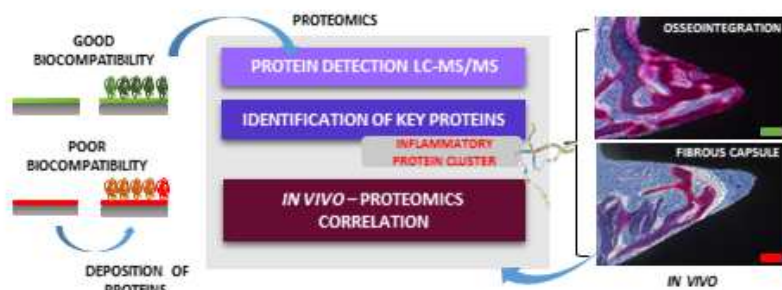 PROTEOMICS
GOOD
BIOCOMPATIBILITY
POOR
BIOCOMPATIBILITY
DEPOSITION OF
PROTEINS
PROTEIN DETECTION LC-MS/MS
IDENTIFICATION OF KEY PROTEINS
INFLAMMATORY
PROTEIN CLUSTER
IN VIVO – PROTEOMICS
CORRELATION
OSSEOINTEGRATION
FIBROUS CAPSULE
IN VIVO